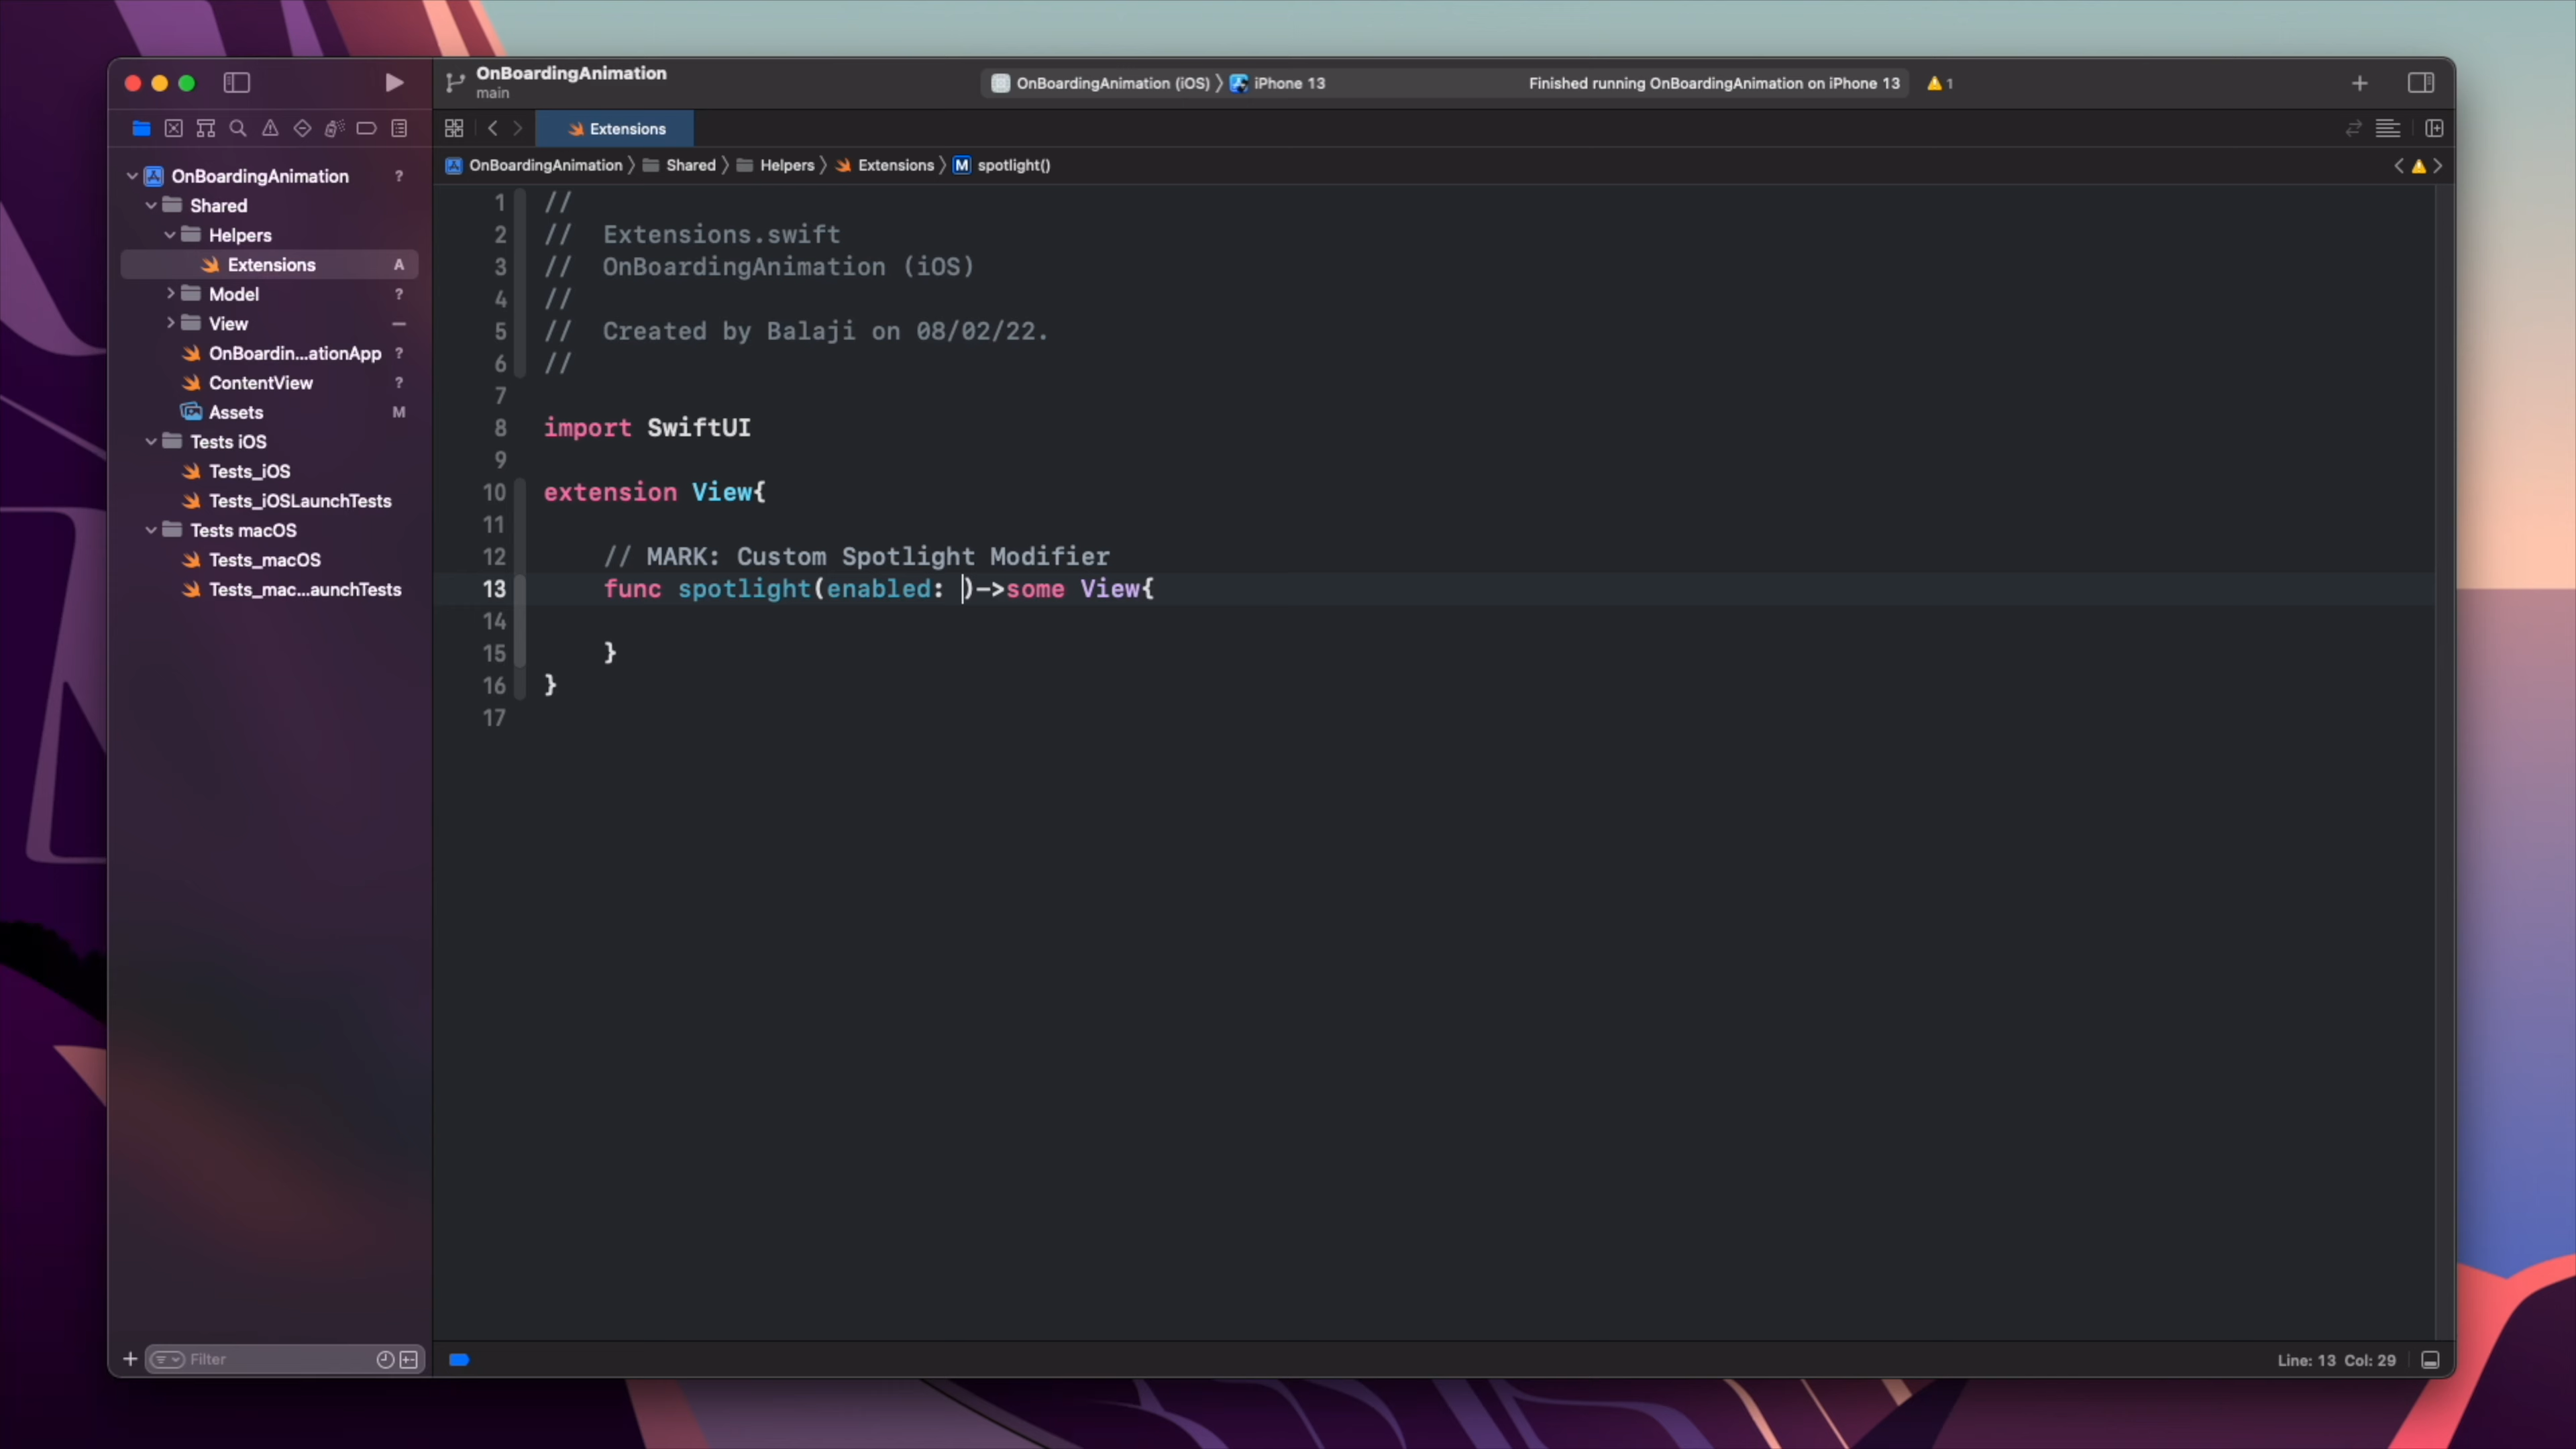 OnBoardingAnimation
main
OnBoardingAnimation (iOS) 〉 iPhone 13
Finished running OnBoardingAnimation on iPhone 13
1
Extensions
OnBoardingAnimation 〉 Shared 〉 Helpers 〉 Extensions 〉 M spotlight()
OnBoardingAnimation ?
Shared
Helpers
Extensions A
Model ?
View —
OnBoardin...ationApp ?
ContentView ?
Assets M
Tests iOS
Tests_iOS
Tests_iOSLaunchTests
Tests macOS
Tests_macOS
Tests_mac...aunchTests
Filter
1 //
2 //  Extensions.swift
3 //  OnBoardingAnimation (iOS)
4 //
5 //  Created by Balaji on 08/02/22.
6 //
7
8 import SwiftUI
9
10 extension View{
11
12     // MARK: Custom Spotlight Modifier
13     func spotlight(enabled: )->some View{
14
15     }
16 }
17
Line: 13 Col: 29